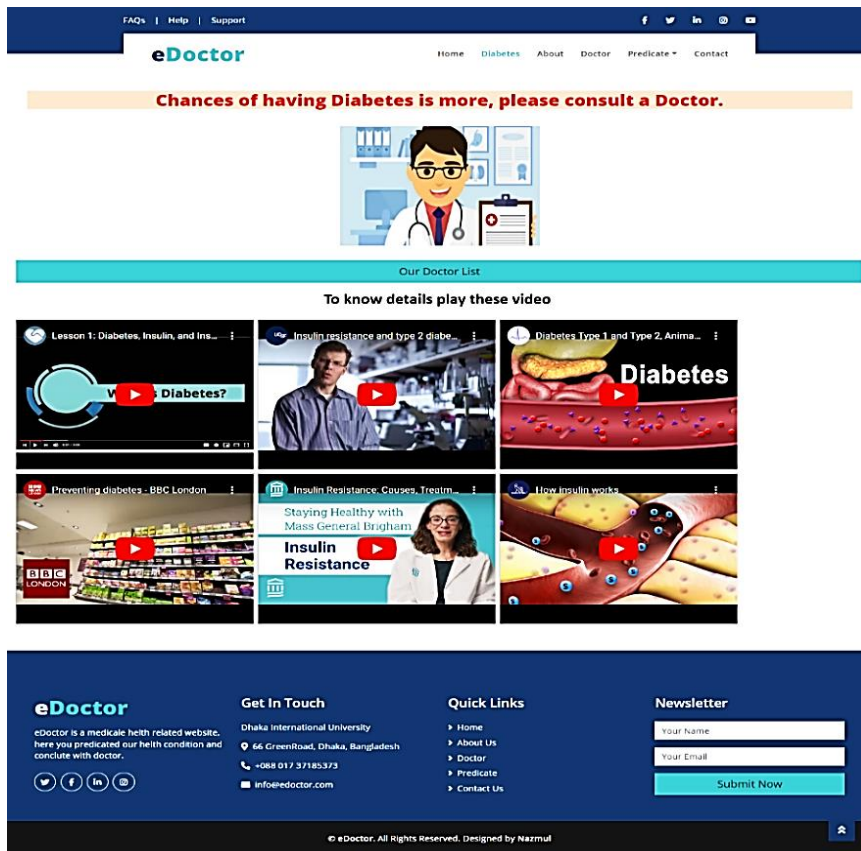 FAQs | Help | Support
eDoctor
Home Diabetes About Doctor Predicate Contact
Chances of having Diabetes is more, please consult a Doctor.
Our Doctor List
To know details play these video
Lesson 1: Diabetes, Insulin, and Ins...
Diabetes?
Insulin resistance and type 2 diabe...
Diabetes Type 1 and Type 2, Anima...
Diabetes
Preventing diabetes - BBC London
BBC
LONDON
Insulin Resistance: Causes, Treatm...
Staying Healthy with
Mass General Brigham
Insulin
Resistance
How insulin works
eDoctor
eDoctor is a medicale helth related website,
here you predicated our helth condition and
conclute with doctor.
Get In Touch
Dhaka International University
66 GreenRoad, Dhaka, Bangladesh
+088 017 37185373
info@edoctor.com
Quick Links
Home
About Us
Doctor
Predicate
Contact Us
Newsletter
Your Name
Your Email
Submit Now
© eDoctor. All Rights Reserved. Designed by Nazmul